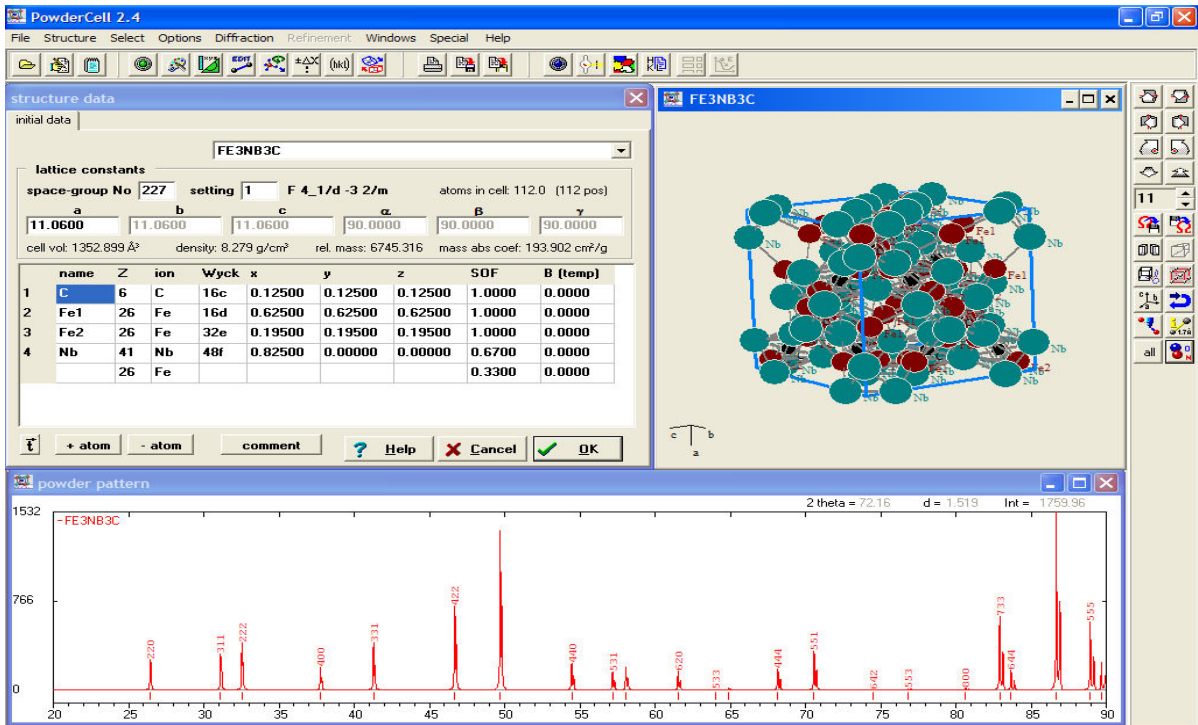 PowderCell 2.4
File Structure Select Options Diffraction Refinement Windows Special Help
EDIT ±ΔX (hkl)
structure data
initial data
FE3NB3C
lattice constants
space-group No 227 setting 1 F 4_1/d -3 2/m atoms in cell: 112.0 (112 pos)
a b c α β γ
11.0600 11.0600 11.0600 90.0000 90.0000 90.0000
cell vol: 1352.899 Å³ density: 8.279 g/cm³ rel. mass: 6745.316 mass abs coef: 193.902 cm²/g
name Z ion Wyck x y z SOF B (temp)
1 C 6 C 16c 0.12500 0.12500 0.12500 1.0000 0.0000
2 Fe1 26 Fe 16d 0.62500 0.62500 0.62500 1.0000 0.0000
3 Fe2 26 Fe 32e 0.19500 0.19500 0.19500 1.0000 0.0000
4 Nb 41 Nb 48f 0.82500 0.00000 0.00000 0.6700 0.0000
26 Fe 0.3300 0.0000
t + atom - atom comment ? Help Cancel OK
FE3NB3C
Nb
Fe1
Nb
Nb
Fe1
Nb
Nb
Nb
Nb
c b
a
11
all
powder pattern
2 theta = 72.16 d = 1.519 Int = 1759.96
1532
766
0
FE3NB3C
220 311 222 400 331 422 440 531 620 533 444 551 642 553 800 733 644 555
20 25 30 35 40 45 50 55 60 65 70 75 80 85 90